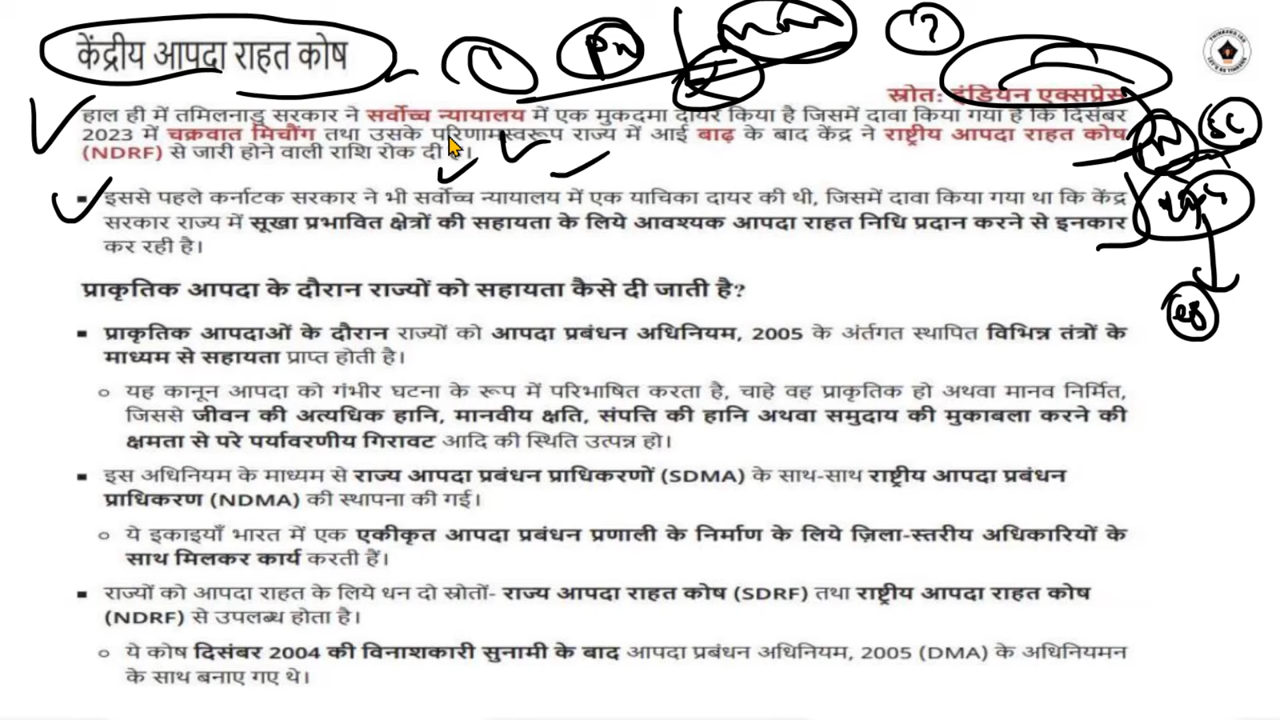 केंद्रीय आपदा राहत कोष
स्रोत: इंडियन एक्सप्रेस
हाल ही में तमिलनाडु सरकार ने सर्वोच्च न्यायालय में एक मुकदमा दायर किया है जिसमें दावा किया गया है कि दिसंबर
2023 में चक्रवात मिचौंग तथा उसके परिणामस्वरूप राज्य में आई बाढ़ के बाद केंद्र ने राष्ट्रीय आपदा राहत कोष
(NDRF) से जारी होने वाली राशि रोक दी है।
इससे पहले कर्नाटक सरकार ने भी सर्वोच्च न्यायालय में एक याचिका दायर की थी, जिसमें दावा किया गया था कि केंद्र
सरकार राज्य में सूखा प्रभावित क्षेत्रों की सहायता के लिये आवश्यक आपदा राहत निधि प्रदान करने से इनकार
कर रही है।
प्राकृतिक आपदा के दौरान राज्यों को सहायता कैसे दी जाती है?
प्राकृतिक आपदाओं के दौरान राज्यों को आपदा प्रबंधन अधिनियम, 2005 के अंर्तगत स्थापित विभिन्न तंत्रों के
माध्यम से सहायता प्राप्त होती है।
यह कानून आपदा को गंभीर घटना के रूप में परिभाषित करता है, चाहे वह प्राकृतिक हो अथवा मानव निर्मित,
जिससे जीवन की अत्यधिक हानि, मानवीय क्षति, संपत्ति की हानि अथवा समुदाय की मुकाबला करने की
क्षमता से परे पर्यावरणीय गिरावट आदि की स्थिति उत्पन्न हो।
इस अधिनियम के माध्यम से राज्य आपदा प्रबंधन प्राधिकरणों (SDMA) के साथ-साथ राष्ट्रीय आपदा प्रबंधन
प्राधिकरण (NDMA) की स्थापना की गई।
ये इकाइयाँ भारत में एक एकीकृत आपदा प्रबंधन प्रणाली के निर्माण के लिये ज़िला-स्तरीय अधिकारियों के
साथ मिलकर कार्य करती हैं।
राज्यों को आपदा राहत के लिये धन दो स्रोतों- राज्य आपदा राहत कोष (SDRF) तथा राष्ट्रीय आपदा राहत कोष
(NDRF) से उपलब्ध होता है।
ये कोष दिसंबर 2004 की विनाशकारी सुनामी के बाद आपदा प्रबंधन अधिनियम, 2005 (DMA) के अधिनियमन
के साथ बनाए गए थे।